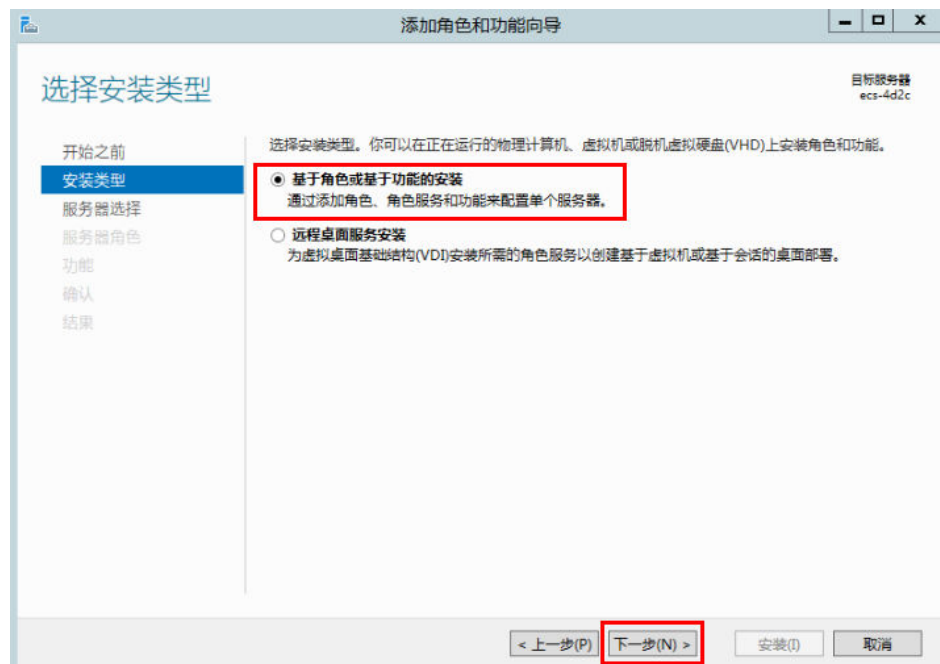 添加角色和功能向导
选择安装类型
目标服务器
ecs-4d2c
开始之前
安装类型
服务器选择
服务器角色
功能
确认
结果
选择安装类型。你可以在正在运行的物理计算机、虚拟机或脱机虚拟硬盘(VHD)上安装角色和功能。
基于角色或基于功能的安装
通过添加角色、角色服务和功能来配置单个服务器。
远程桌面服务安装
为虚拟桌面基础结构(VDI)安装所需的角色服务以创建基于虚拟机或基于会话的桌面部署。
< 上一步(P)
下一步(N) >
安装(I)
取消